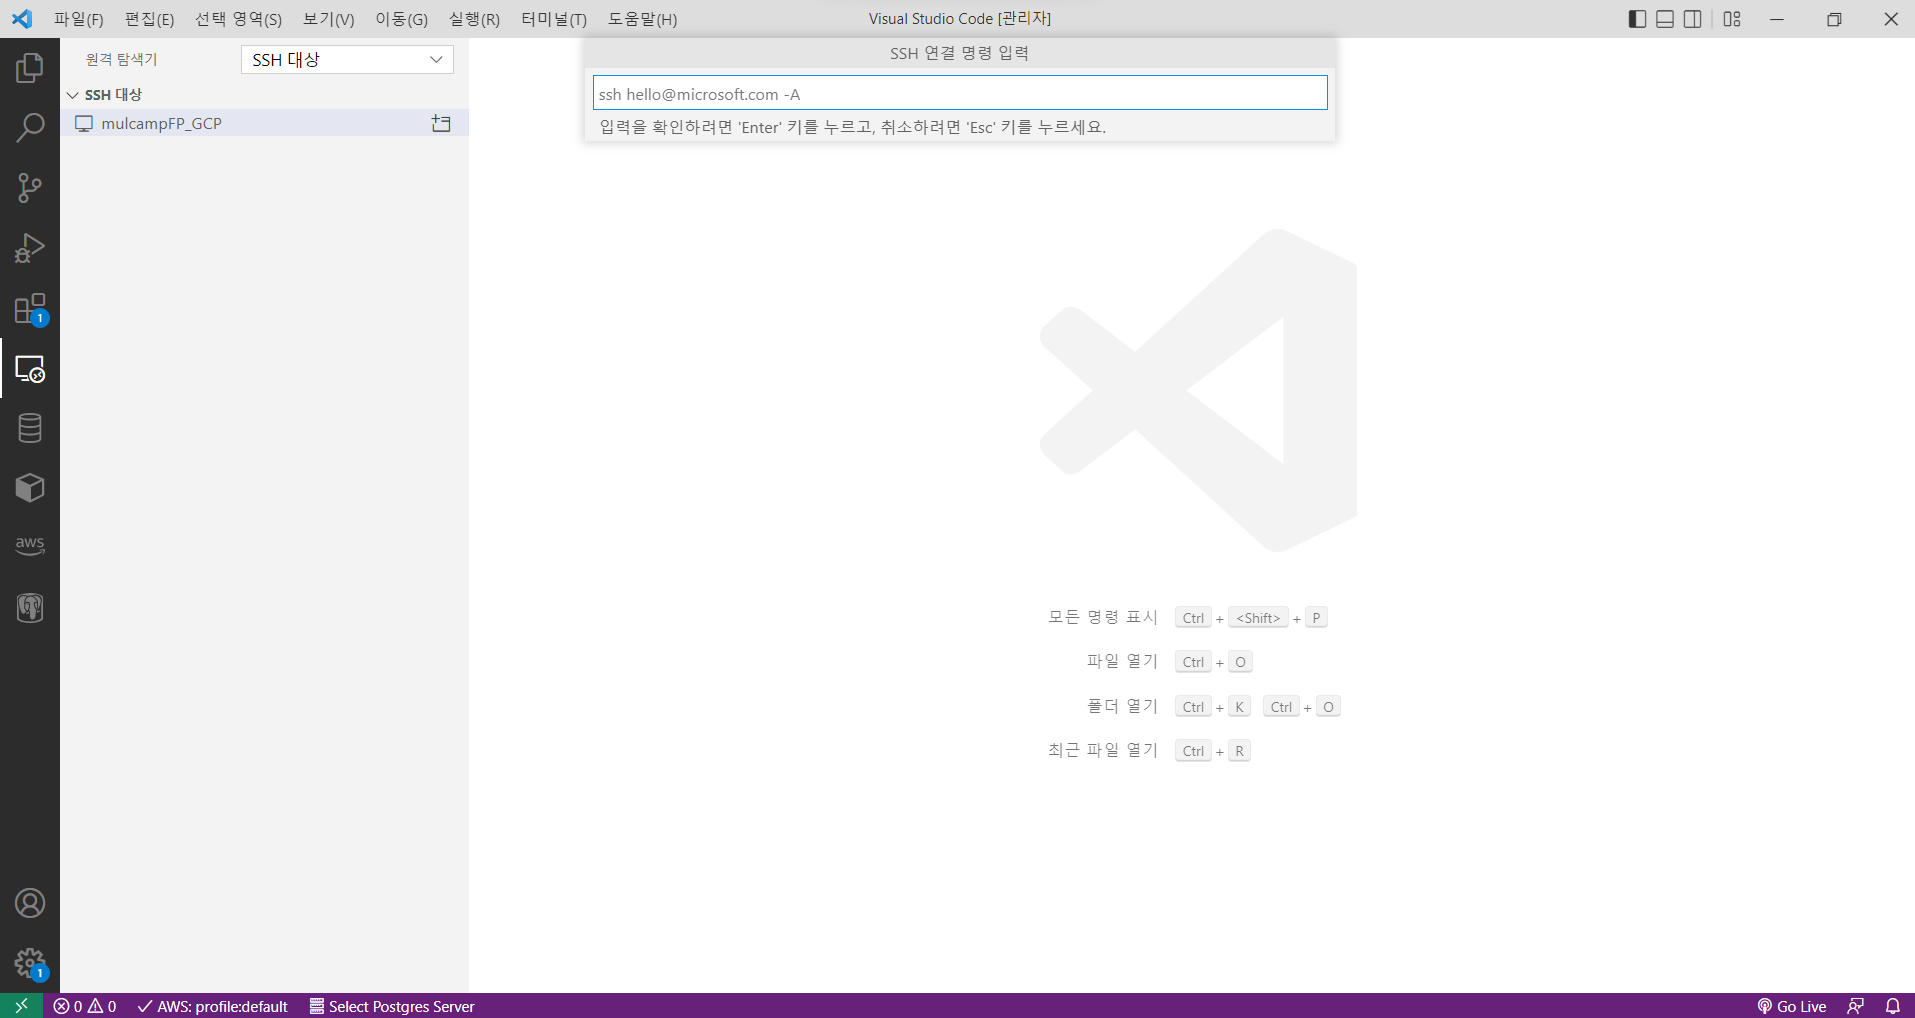 파일(F) 편집(E) 선택 영역(S) 보기(V) 이동(G) 실행(R) 터미널(T) 도움말(H) Visual Studio Code [관리자]
원격 탐색기 SSH 대상
SSH 대상
mulcampFP_GCP
SSH 연결 명령 입력
ssh hello@microsoft.com -A
입력을 확인하려면 'Enter' 키를 누르고, 취소하려면 'Esc' 키를 누르세요.
1
aws
1
모든 명령 표시 Ctrl + <Shift> + P
파일 열기 Ctrl + O
폴더 열기 Ctrl + K Ctrl + O
최근 파일 열기 Ctrl + R
0 0 AWS: profile:default Select Postgres Server Go Live